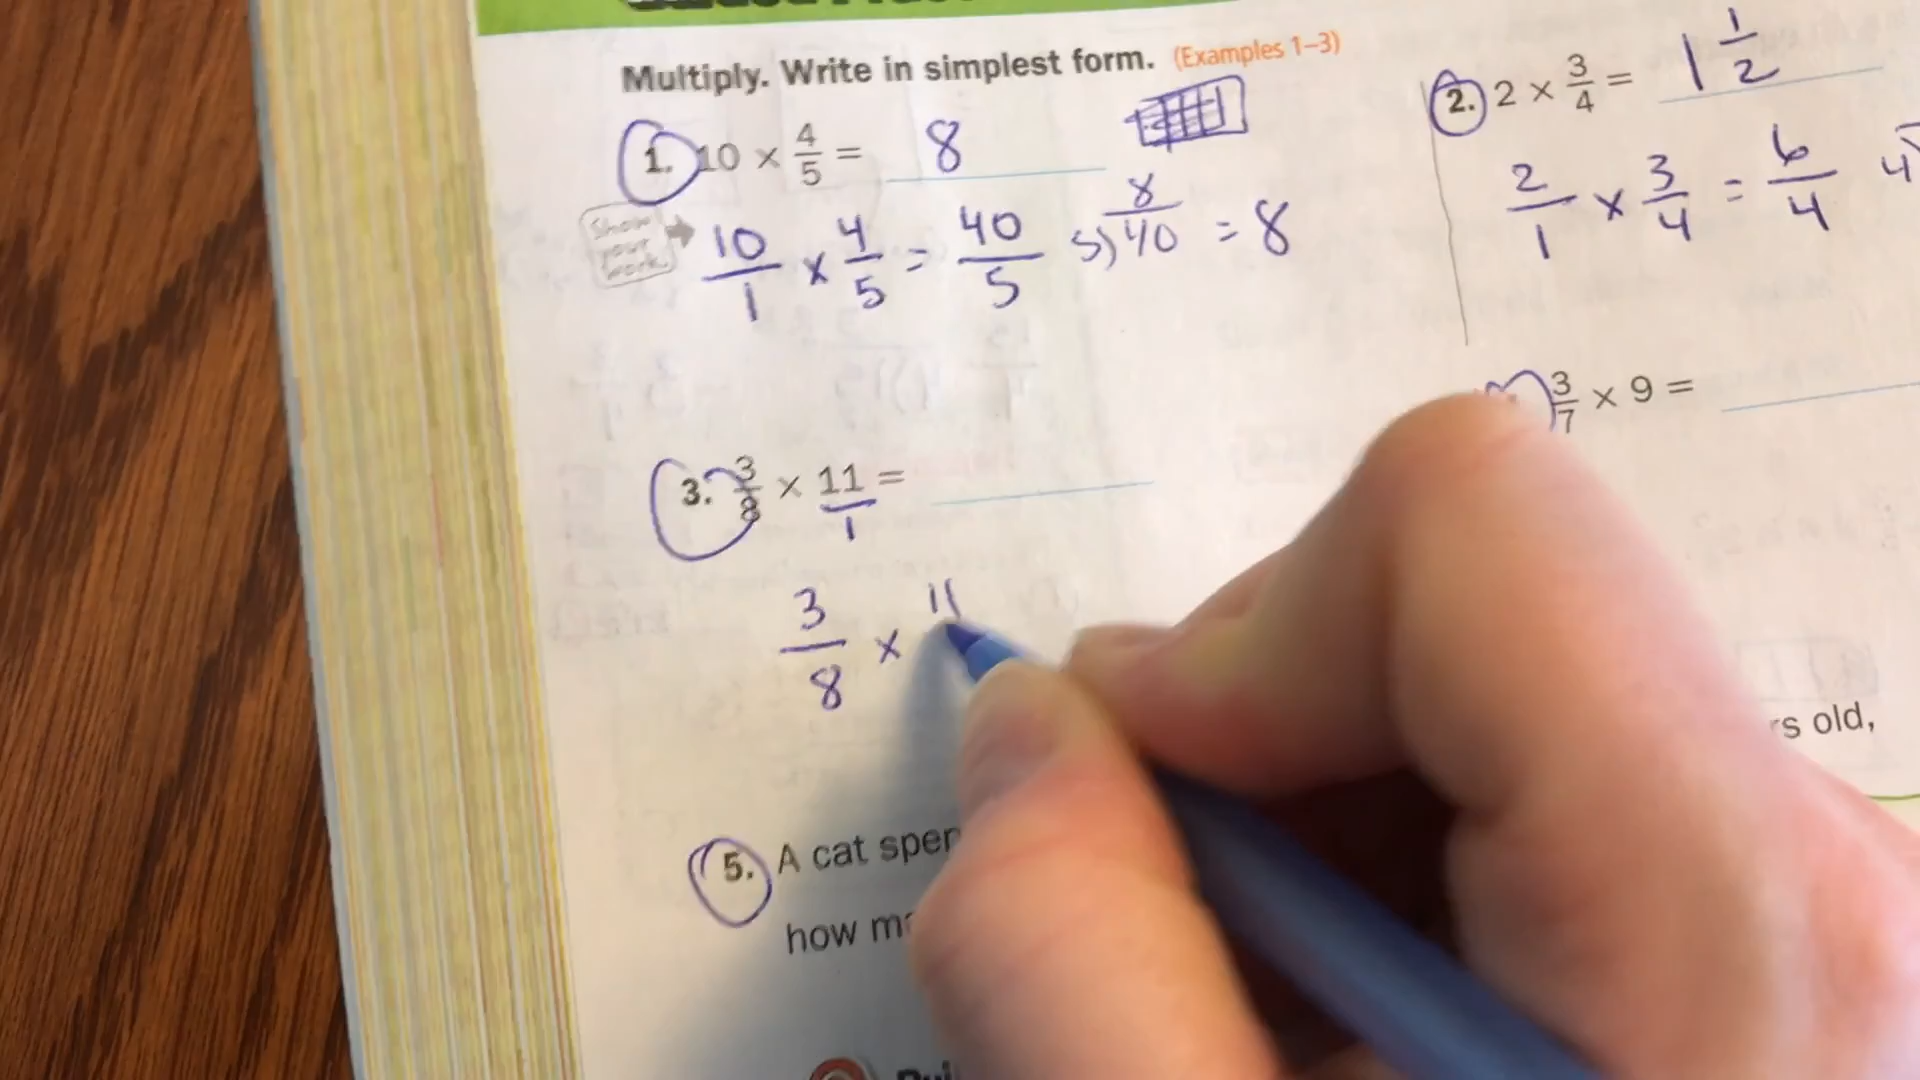 Multiply. Write in simplest form. (Examples 1–3)
1. 10 × 4/5 = 8
Show your work.
10/1 × 4/5 = 40/5 5)40 8 = 8
2. 2 × 3/4 = 1 1/2
2/1 × 3/4 = 6/4 4
3. 3/8 × 11/1 =
3/8 × 11
3/7 × 9 =
rs old,
5. A cat spen
how m